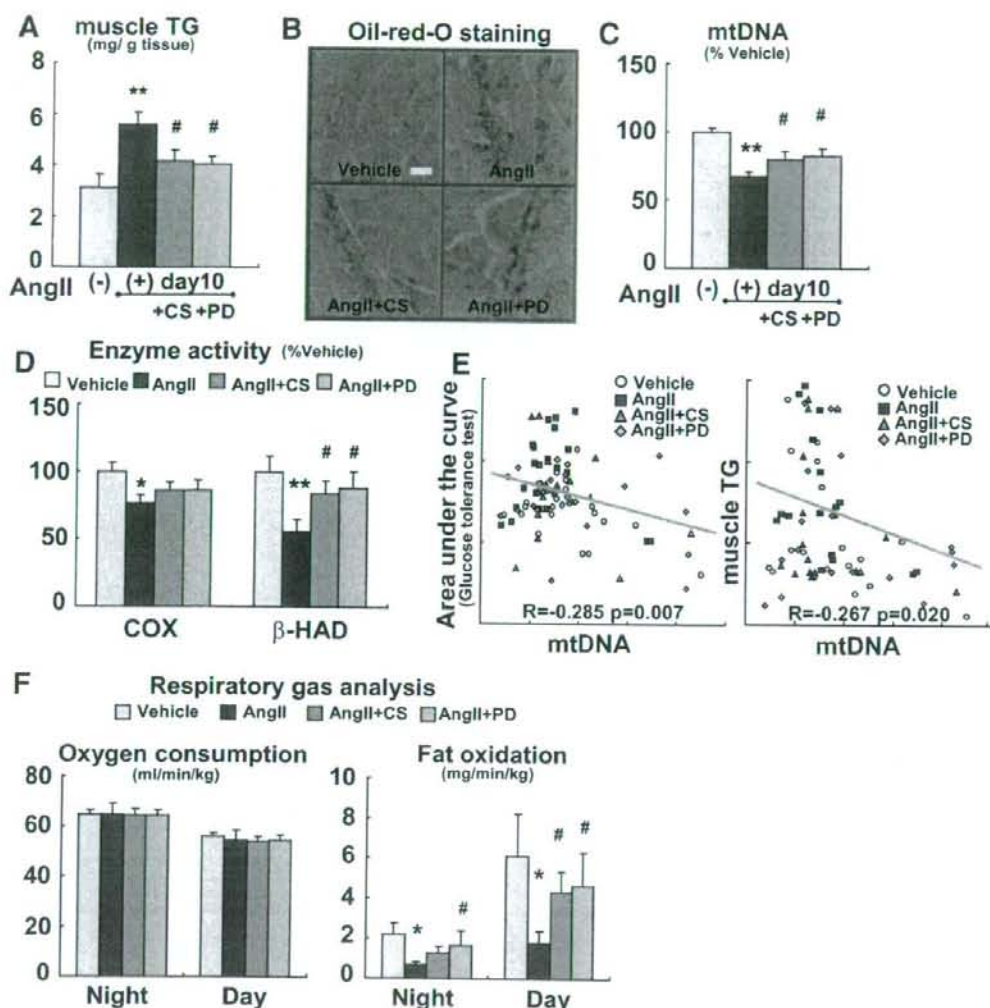 A muscle TG
(mg/ g tissue)
8
6
4
2
0
** # #
AngII (-) (+) day10
+CS +PD
B Oil-red-O staining
Vehicle AngII
AngII+CS AngII+PD
C mtDNA
(% Vehicle)
150
100
50
0
** # #
AngII (-) (+) day10
+CS +PD
D Enzyme activity (%Vehicle)
Vehicle AngII AngII+CS AngII+PD
150
100
50
0
* ** # #
COX β-HAD
E
Area under the curve
(Glucose tolerance test)
Vehicle
AngII
AngII+CS
AngII+PD
R=-0.285 p=0.007
mtDNA
muscle TG
Vehicle
AngII
AngII+CS
AngII+PD
R=-0.267 p=0.020
mtDNA
F Respiratory gas analysis
Vehicle AngII AngII+CS AngII+PD
Oxygen consumption
(ml/min/kg)
80
60
40
20
0
Night Day
Fat oxidation
(mg/min/kg)
10
8
6
4
2
0
* # * # #
Night Day